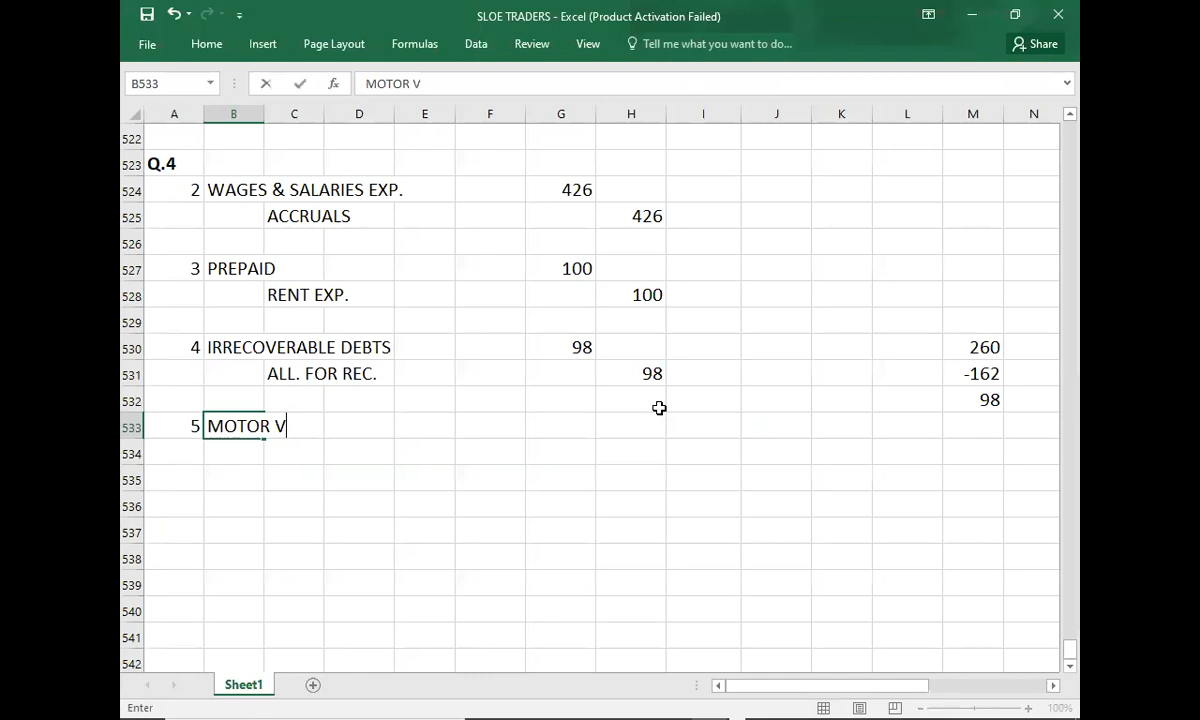 SLOE TRADERS - Excel (Product Activation Failed)
File Home Insert Page Layout Formulas Data Review View Tell me what you want to do... Share
B533 fx MOTOR V
A B C D E F G H I J K L M N
522
523 Q.4
524 2 WAGES & SALARIES EXP. 426
525 ACCRUALS 426
526
527 3 PREPAID 100
528 RENT EXP. 100
529
530 4 IRRECOVERABLE DEBTS 98 260
531 ALL. FOR REC. 98 -162
532 98
533 5 MOTOR V
534
535
536
537
538
539
540
541
542
Sheet1
Enter 100%